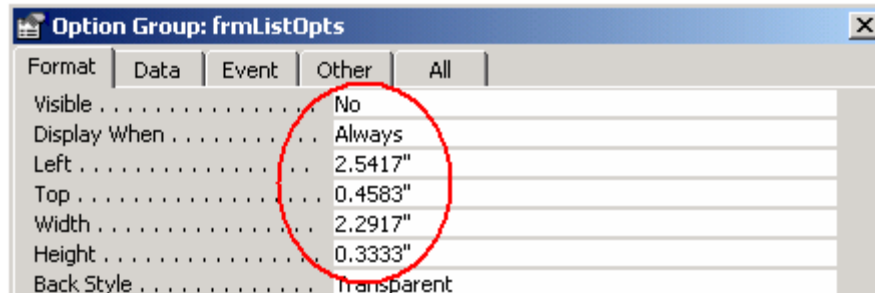 Option Group: frmListOpts
Format Data Event Other All
Visible . . . . . . . . . . . . . . . . No
Display When . . . . . . . . . . . Always
Left . . . . . . . . . . . . . . . . . . 2.5417"
Top . . . . . . . . . . . . . . . . . . 0.4583"
Width . . . . . . . . . . . . . . . . . 2.2917"
Height . . . . . . . . . . . . . . . . 0.3333"
Back Style . . . . . . . . . . . . . Transparent